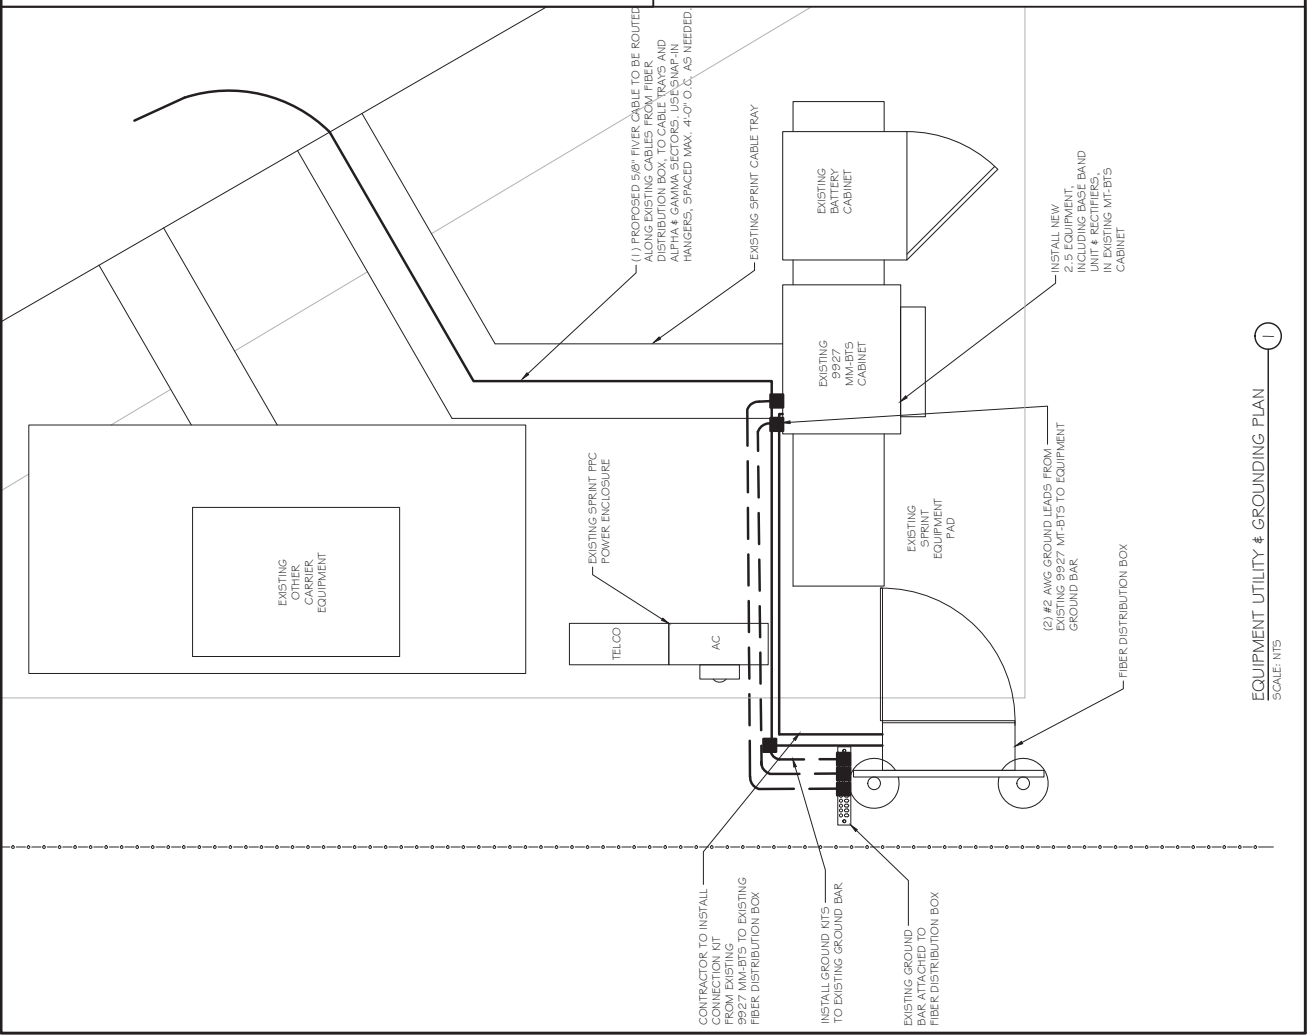 (1) PROPOSED 5/8" FIVER CABLE TO BE ROUTED
ALONG EXISTING CABLES FROM FIBER
DISTRIBUTION BOX, TO CABLE TRAYS AND
ALPHA & GAMMA SECTORS. USE SNAP-IN
HANGERS, SPACED MAX. 4'-0" O.C. AS NEEDED.
EXISTING SPRINT CABLE TRAY
EXISTING
BATTERY
CABINET
INSTALL NEW
2.5 EQUIPMENT,
INCLUDING BASE BAND
UNIT & RECTIFIERS,
IN EXISTING MT-BTS
CABINET
EXISTING
9927
MM-BTS
CABINET
EXISTING
OTHER
CARRIER
EQUIPMENT
EXISTING SPRINT PPC
POWER ENCLOSURE
TELCO
AC
EXISTING
SPRINT
EQUIPMENT
PAD
(2) #2 AWG GROUND LEADS FROM
EXISTING 9927 MT-BTS TO EQUIPMENT
GROUND BAR
FIBER DISTRIBUTION BOX
CONTRACTOR TO INSTALL
CONNECTION KIT
FROM EXISTING
9927 MM-BTS TO EXISTING
FIBER DISTRIBUTION BOX
INSTALL GROUND KITS
TO EXISTING GROUND BAR
EXISTING GROUND
BAR ATTACHED TO
FIBER DISTRIBUTION BOX
EQUIPMENT UTILITY & GROUNDING PLAN
SCALE: NTS
1